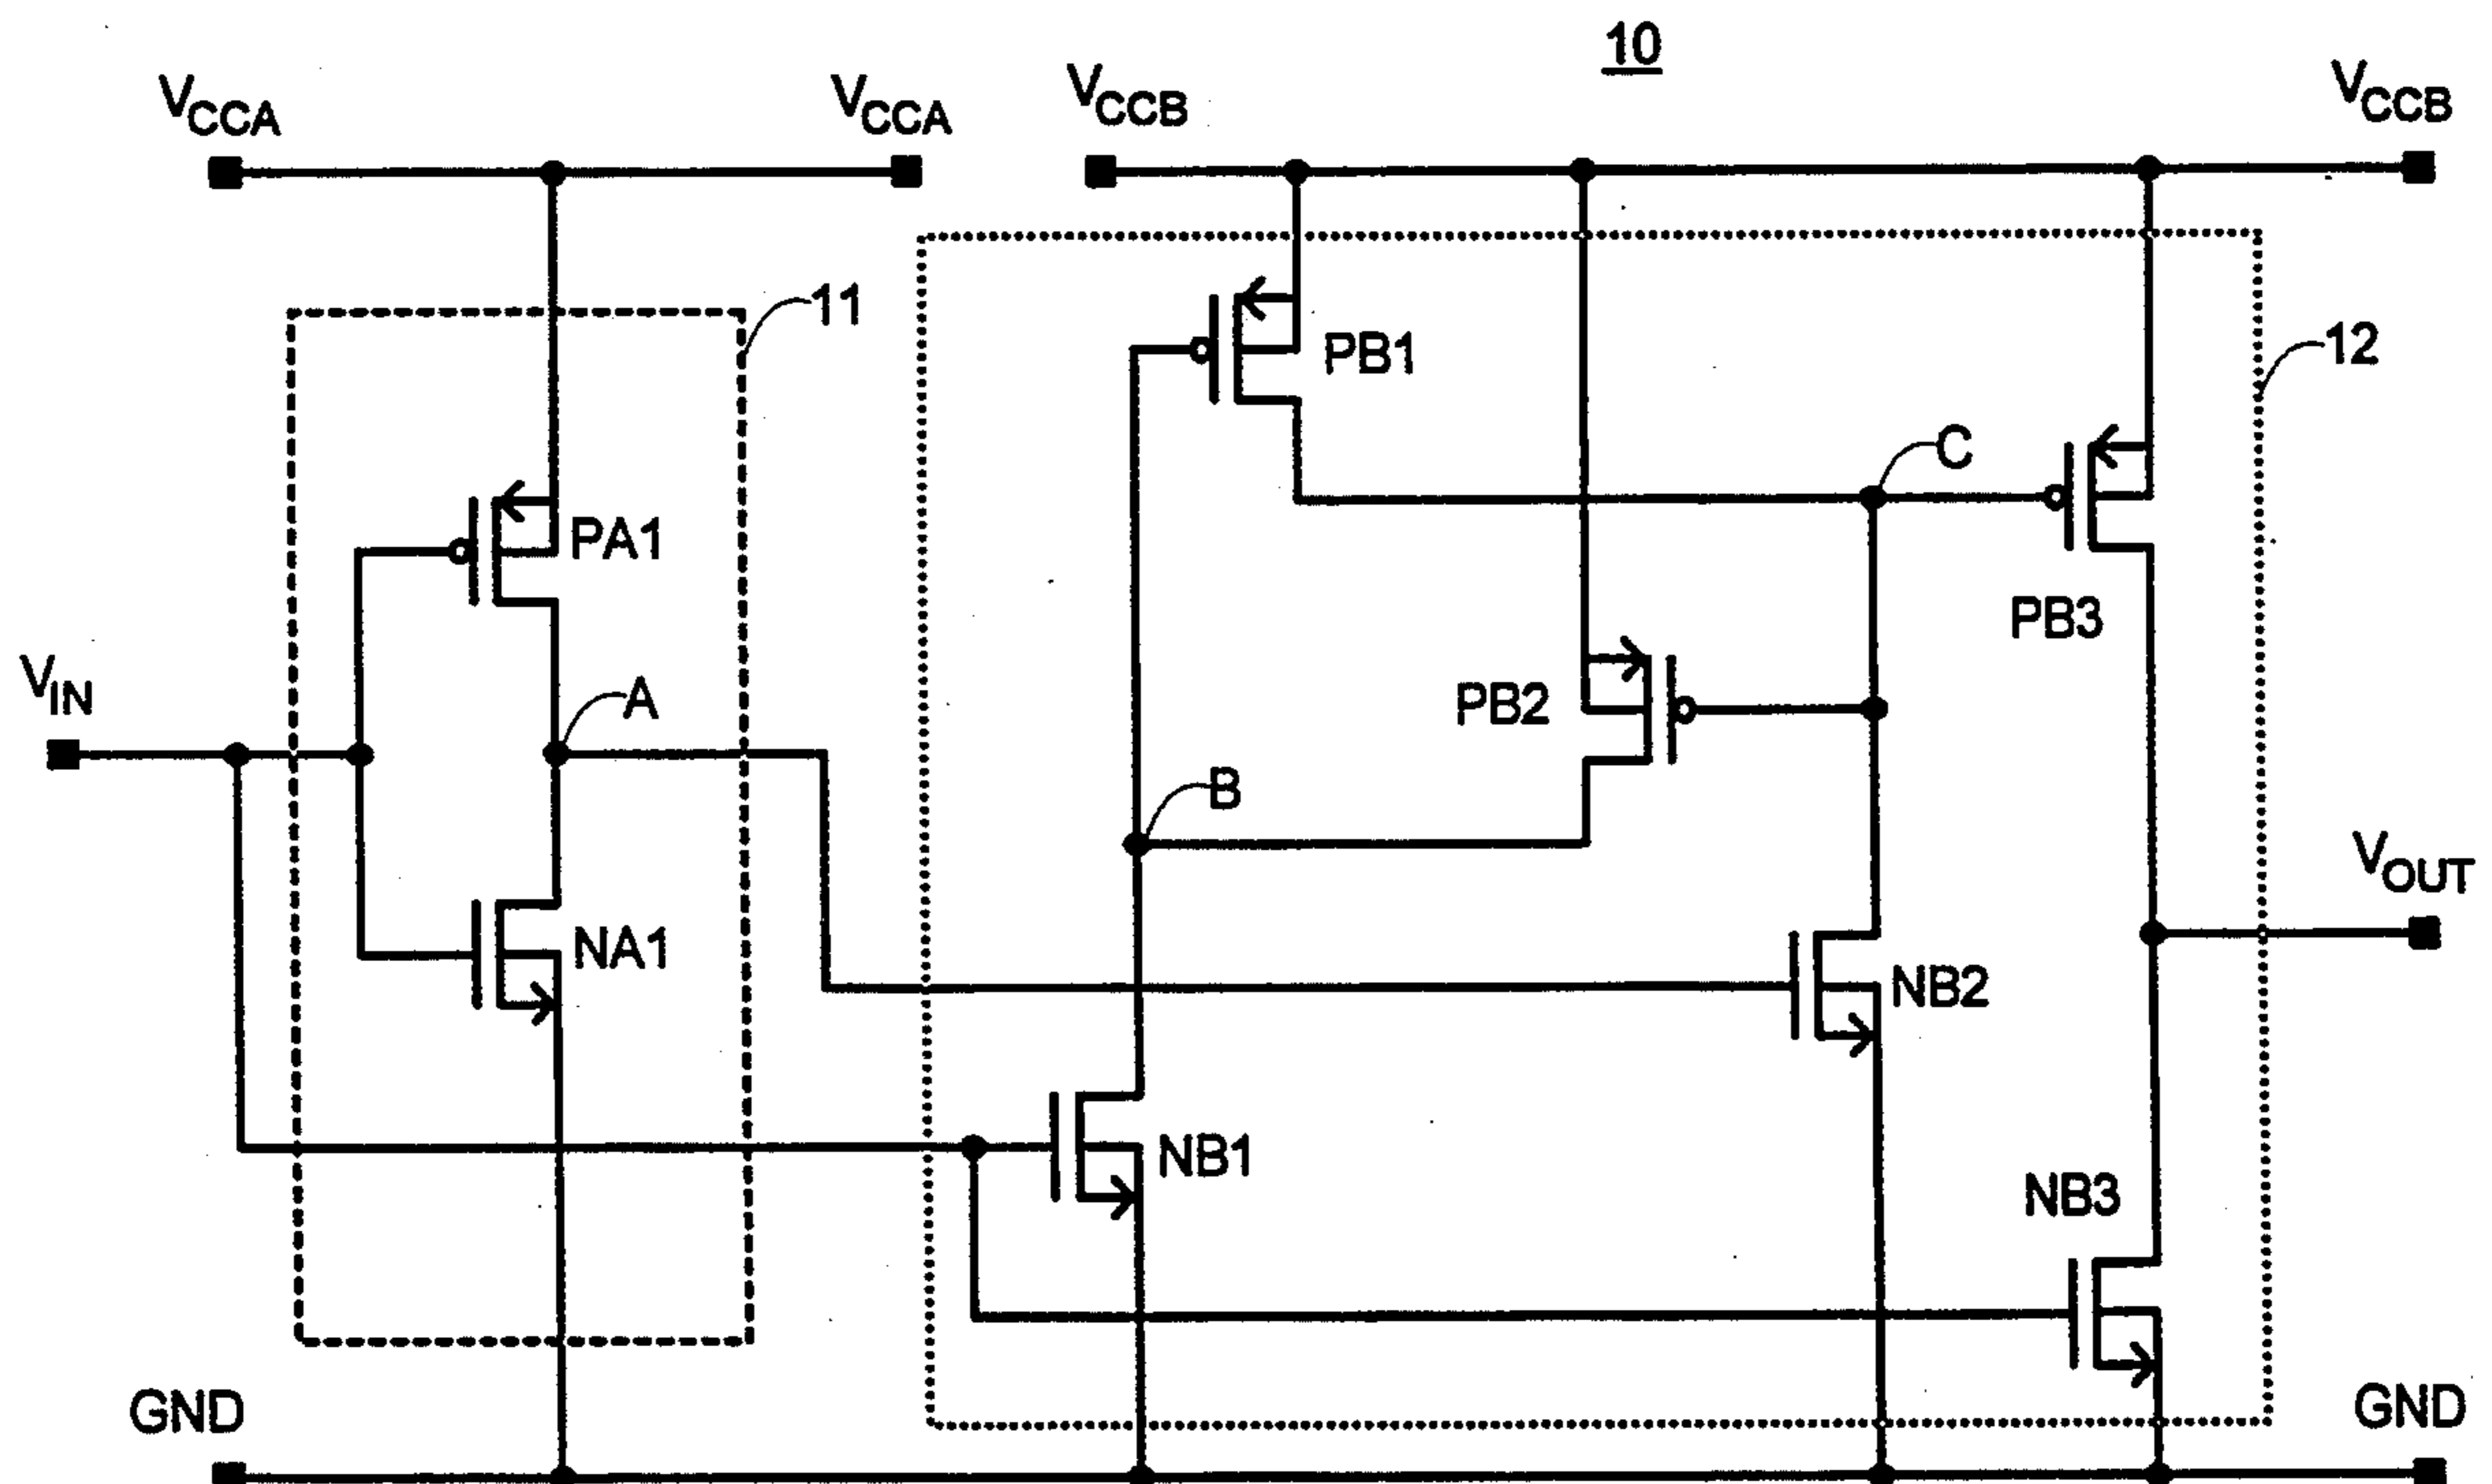 10
VCCA
VCCA
VCCB
VCCB
11
PB1
12
C
PA1
PB3
VIN
A
PB2
B
VOUT
NA1
NB2
NB1
NB3
GND
GND